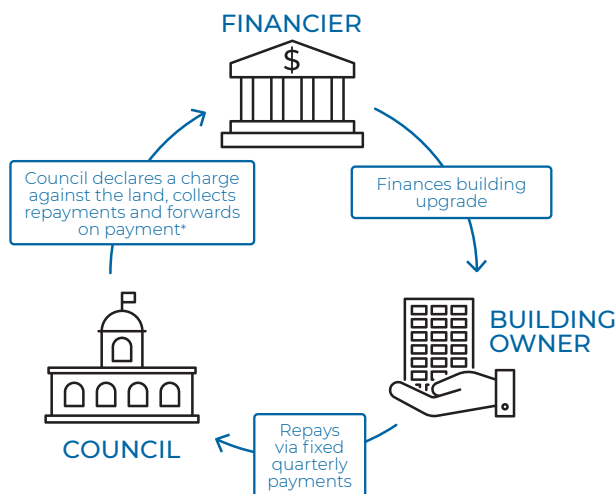 FINANCIER
$
Council declares a charge
against the land, collects
repayments and forwards
on payment*
Finances building
upgrade
BUILDING
OWNER
COUNCIL
Repays
via fixed
quarterly
payments